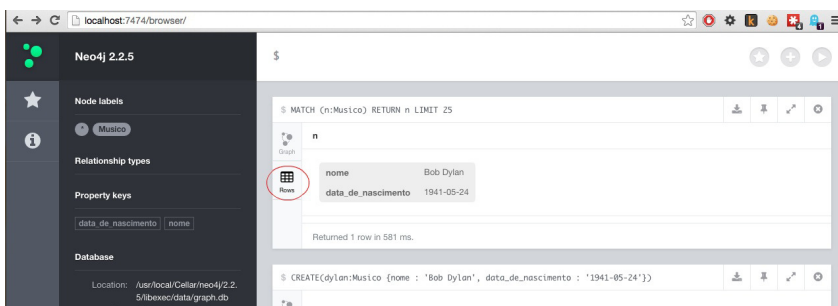 localhost:7474/browser/
Neo4j 2.2.5
$
Node labels
* Musico
Relationship types
Property keys
data_de_nascimento nome
Database
Location: /usr/local/Cellar/neo4j/2.2.
5/libexec/data/graph.db
$ MATCH (n:Musico) RETURN n LIMIT 25
Graph
n
Rows
nome Bob Dylan
data_de_nascimento 1941-05-24
Returned 1 row in 581 ms.
$ CREATE(dylan:Musico {nome : 'Bob Dylan', data_de_nascimento : '1941-05-24'})